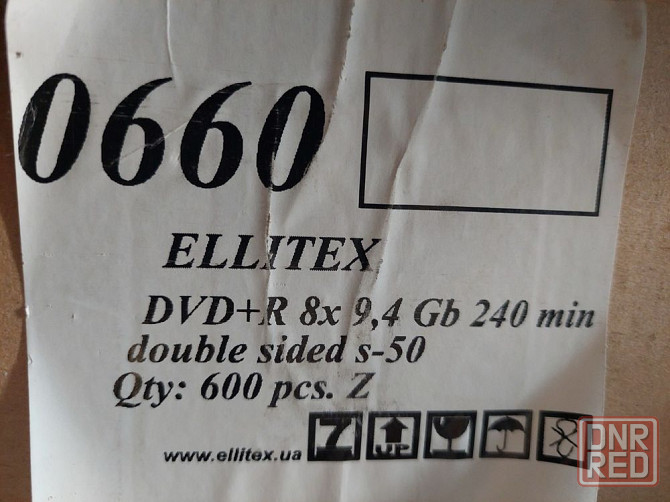 0660
ELLITEX
DVD+R 8x 9,4 Gb 240 min
double sided s-50
Qty: 600 pcs. Z
www.ellitex.ua 7 UP
DNR
RED